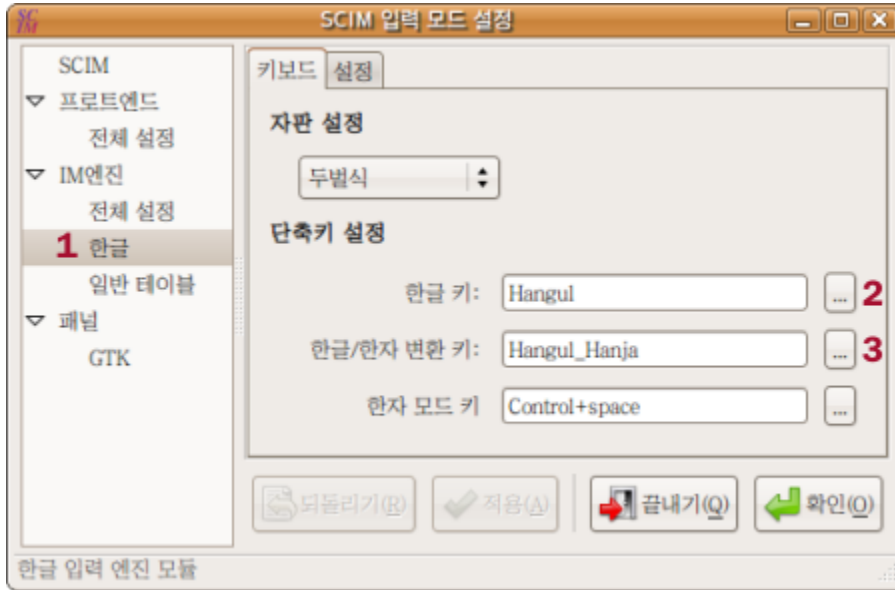 SCIM 입력 모드 설정
SCIM
프로트엔드
전체 설정
IM엔진
전체 설정
1 한글
일반 테이블
패널
GTK
키보드 설정
자판 설정
두벌식
단축키 설정
한글 키: Hangul ... 2
한글/한자 변환 키: Hangul_Hanja ... 3
한자 모드 키 Control+space ...
되돌리기(R) 적용(A) 끝내기(Q) 확인(O)
한글 입력 엔진 모듈